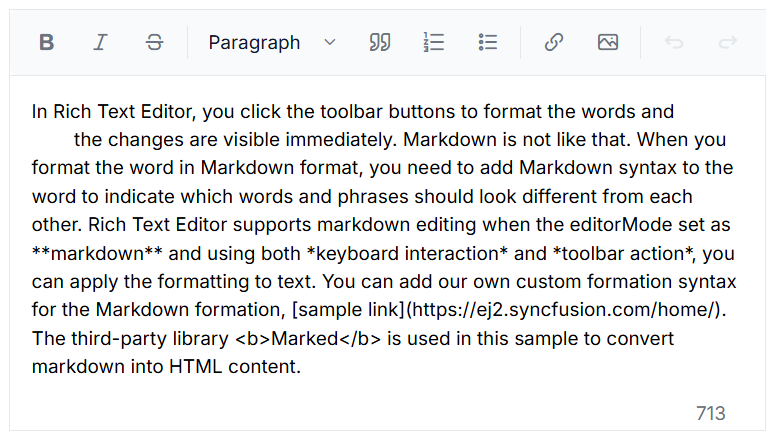 B I S Paragraph
In Rich Text Editor, you click the toolbar buttons to format the words and
the changes are visible immediately. Markdown is not like that. When you
format the word in Markdown format, you need to add Markdown syntax to the
word to indicate which words and phrases should look different from each
other. Rich Text Editor supports markdown editing when the editorMode set as
**markdown** and using both *keyboard interaction* and *toolbar action*, you
can apply the formatting to text. You can add our own custom formation syntax
for the Markdown formation, [sample link](https://ej2.syncfusion.com/home/).
The third-party library <b>Marked</b> is used in this sample to convert
markdown into HTML content.
713